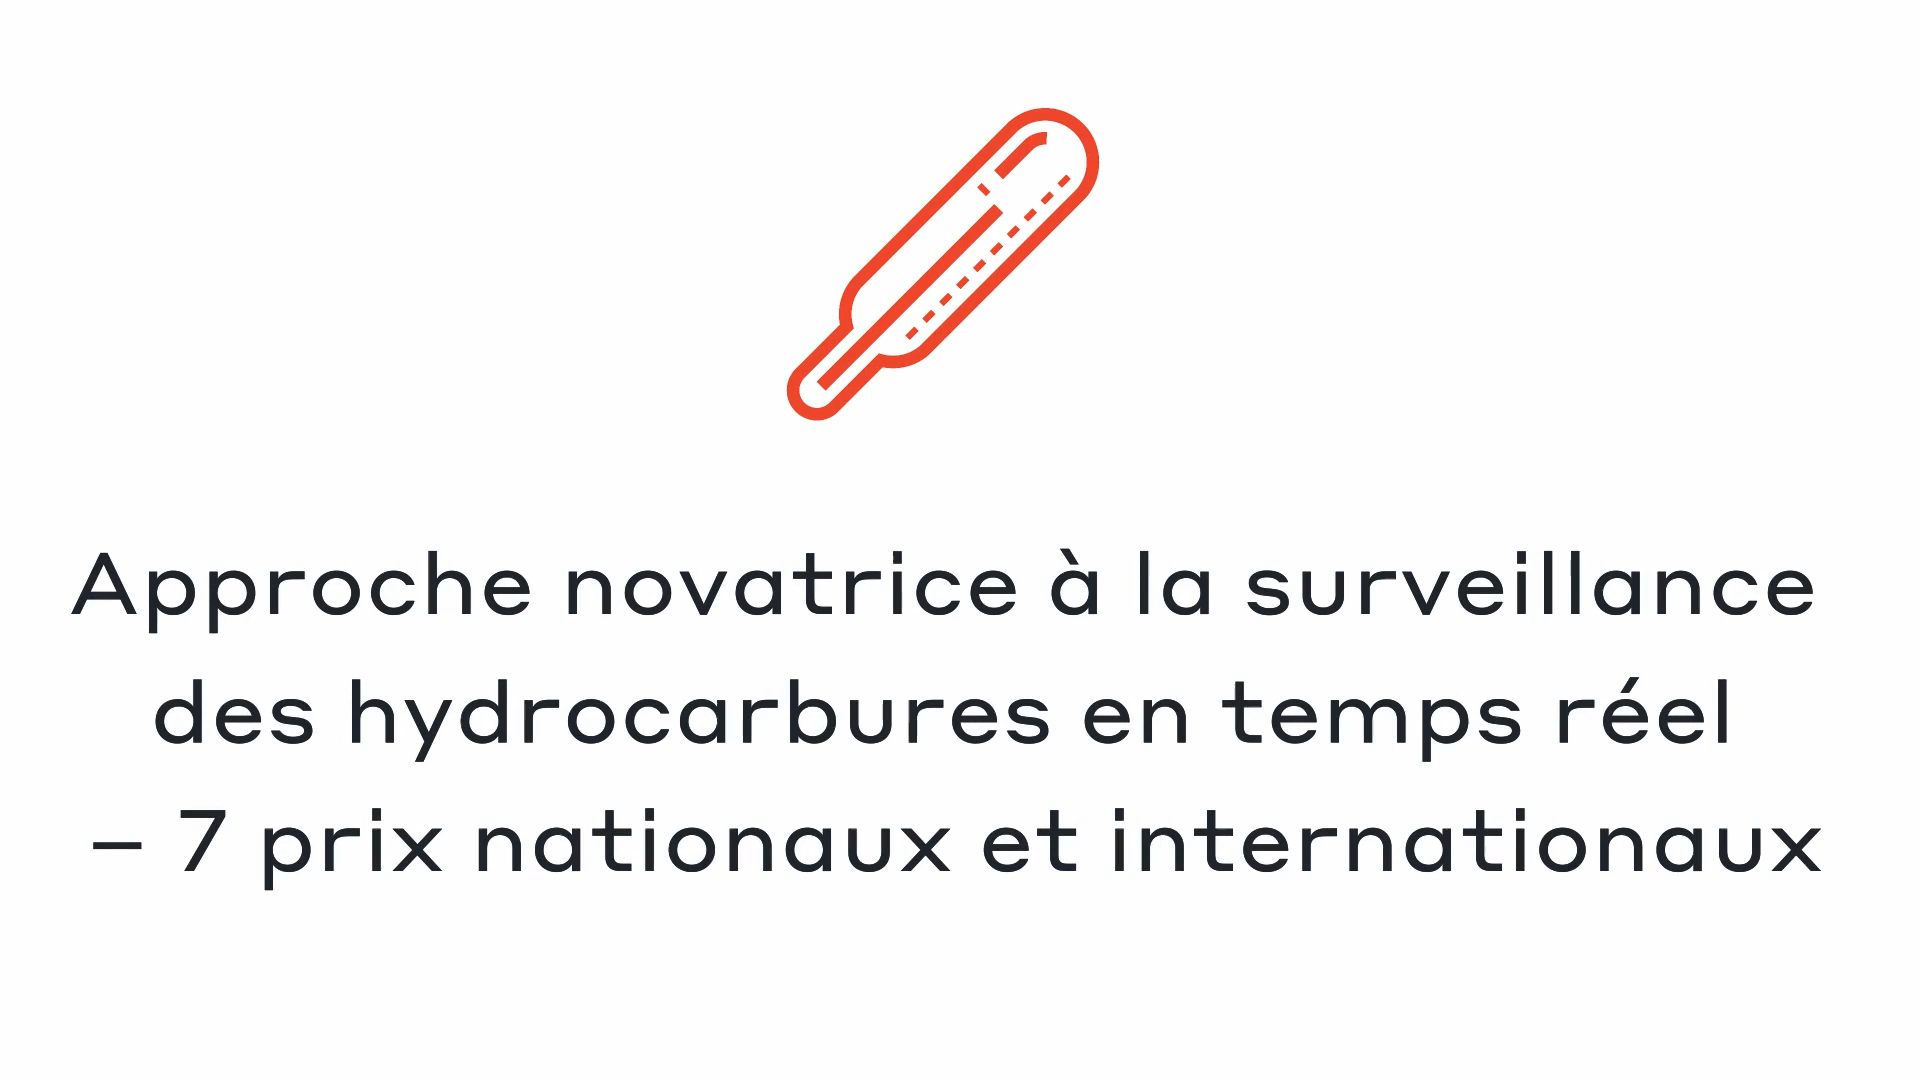 Approche novatrice à la surveillance
des hydrocarbures en temps réel
– 7 prix nationaux et internationaux